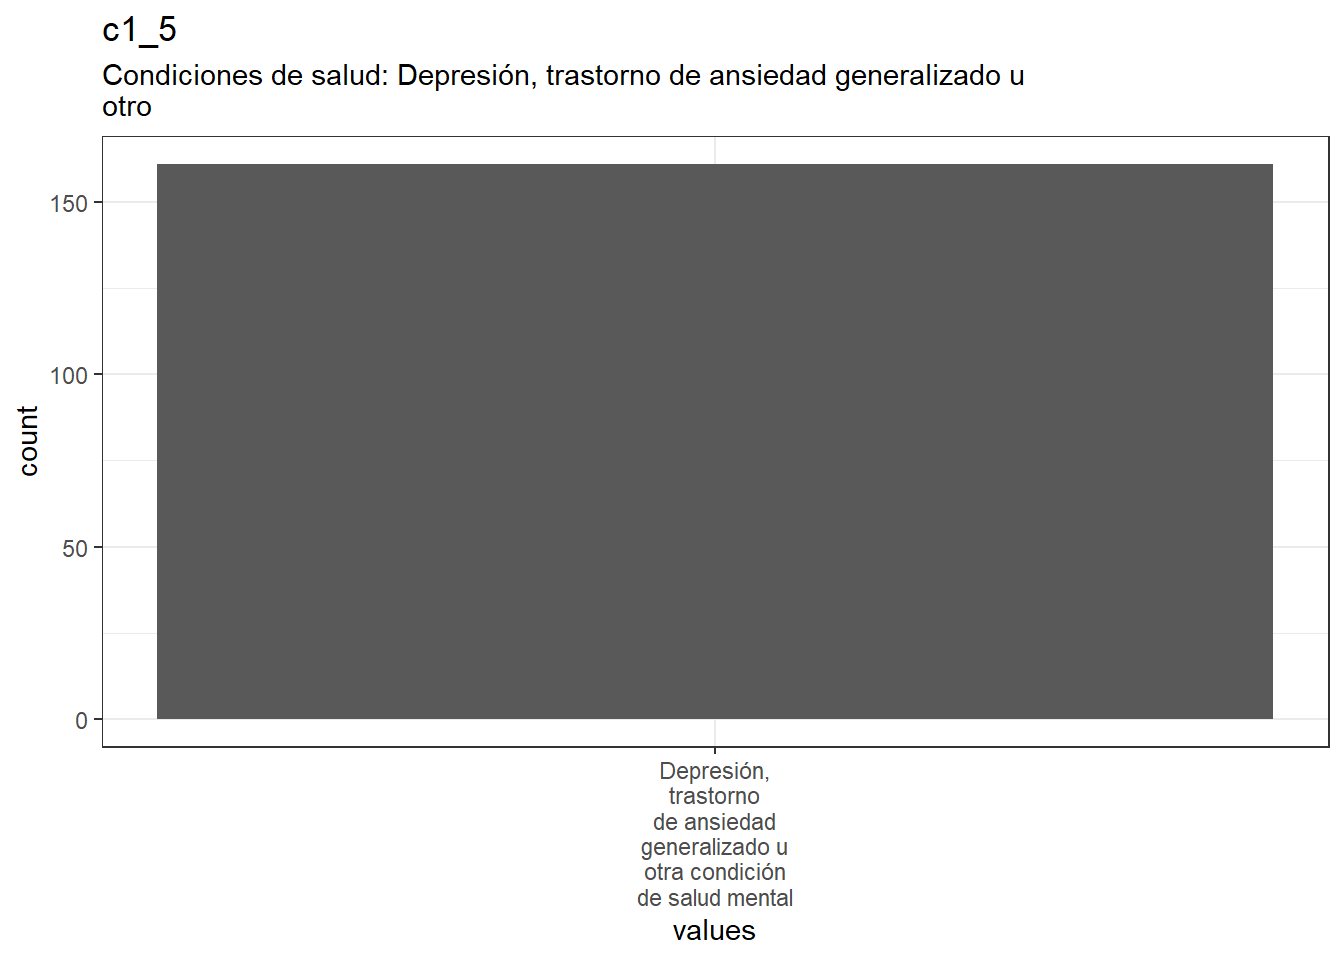 c1_5
Condiciones de salud: Depresión, trastorno de ansiedad generalizado u
otro
150
100
50
0
count
Depresión,
trastorno
de ansiedad
generalizado u
otra condición
de salud mental
values